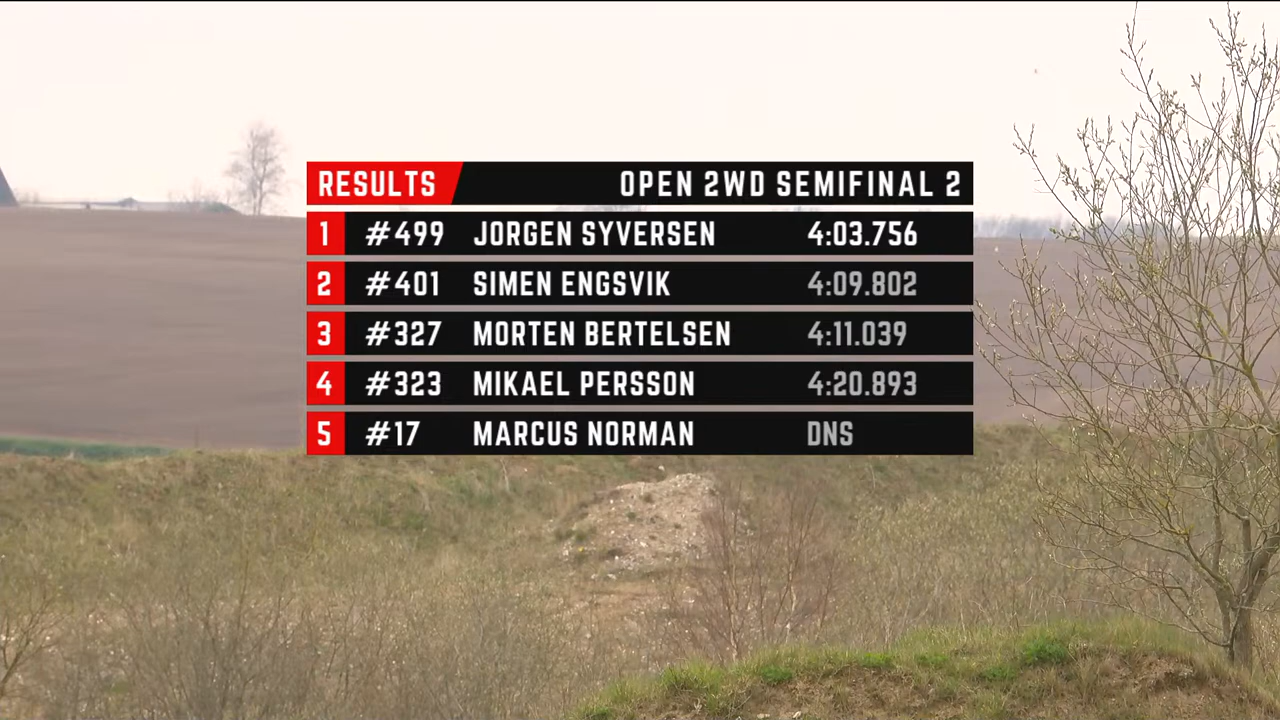 RESULTS OPEN 2WD SEMIFINAL 2
1 #499 JORGEN SYVERSEN 4:03.756
2 #401 SIMEN ENGSVIK 4:09.802
3 #327 MORTEN BERTELSEN 4:11.039
4 #323 MIKAEL PERSSON 4:20.893
5 #17 MARCUS NORMAN DNS